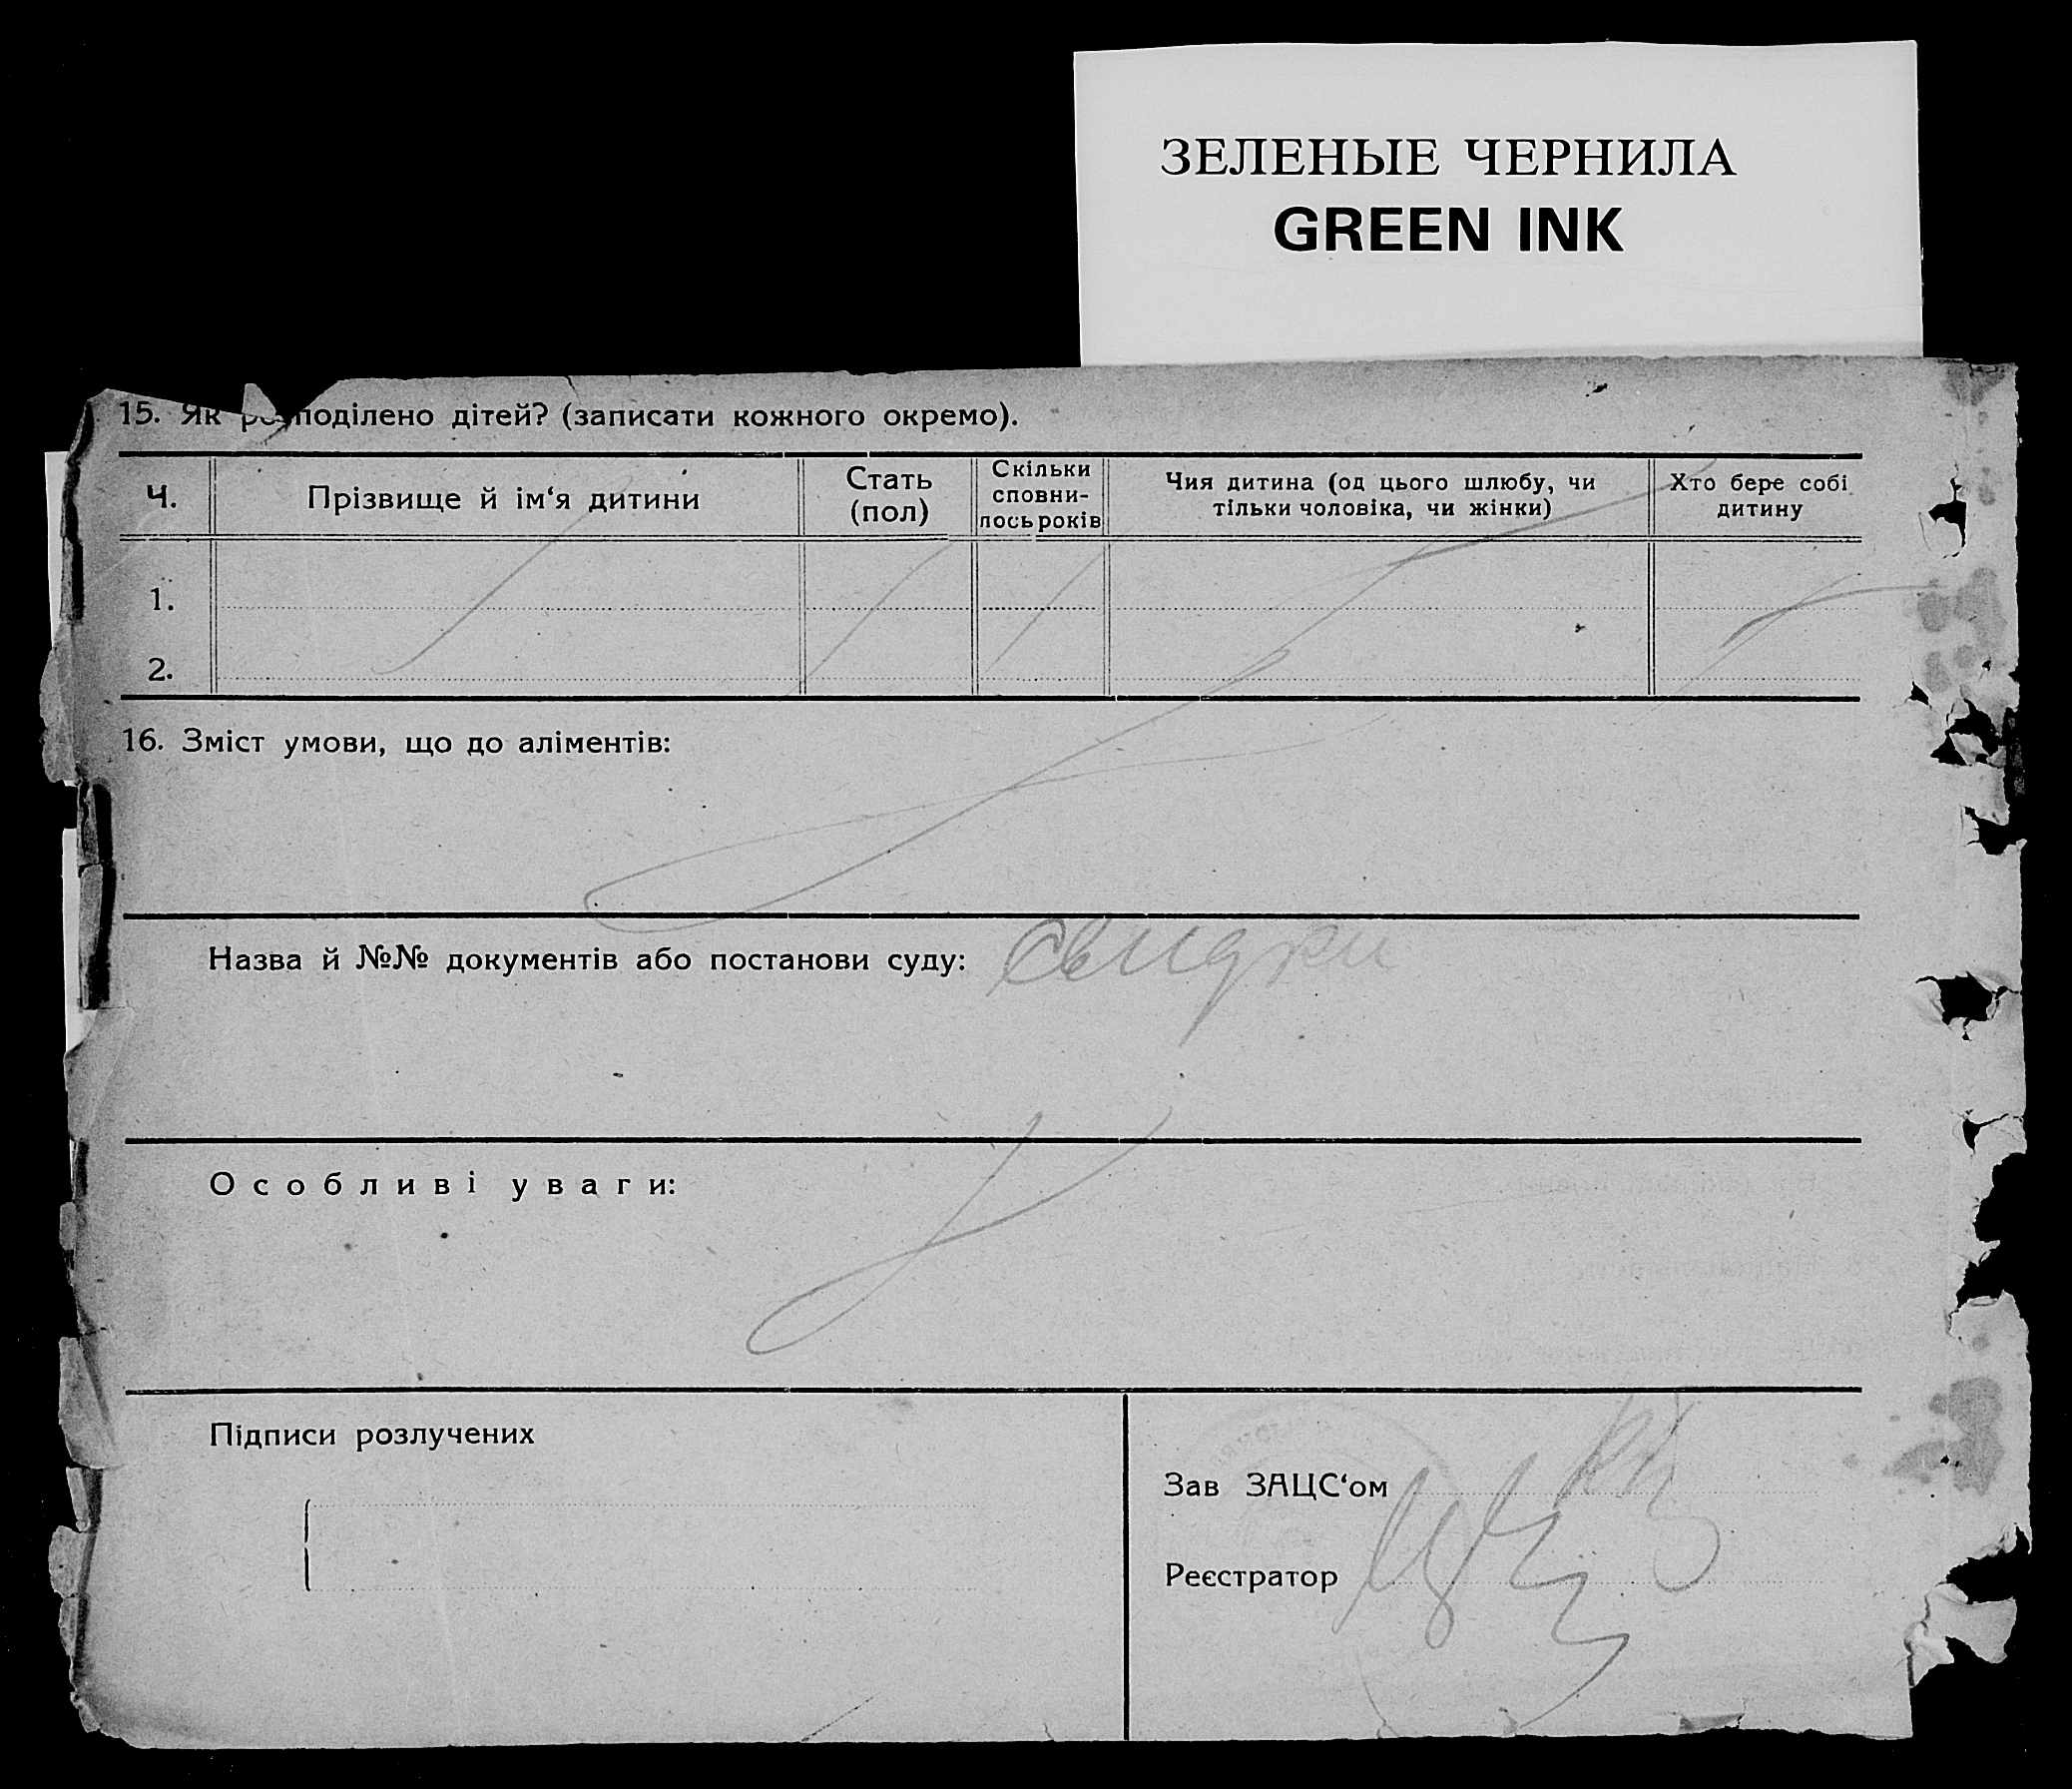 ЗЕЛЕНЫЕ ЧЕРНИЛА
GREEN INK
15. Як розподілено дітей? (записати кожного окремо).
Ч.
Прізвище й ім‘я дитини
Стать
(пол)
Скільки
сповни-
лось років
Чия дитина (од цього шлюбу, чи
тільки чоловіка, чи жінки)
Хто бере собі
дитину
1.
2.
16. Зміст умови, що до аліментів:
Назва й №№ документів або постанови суду:
Особливі уваги:
Підписи розлучених
Зав ЗАЦС‘ом
Реєстратор